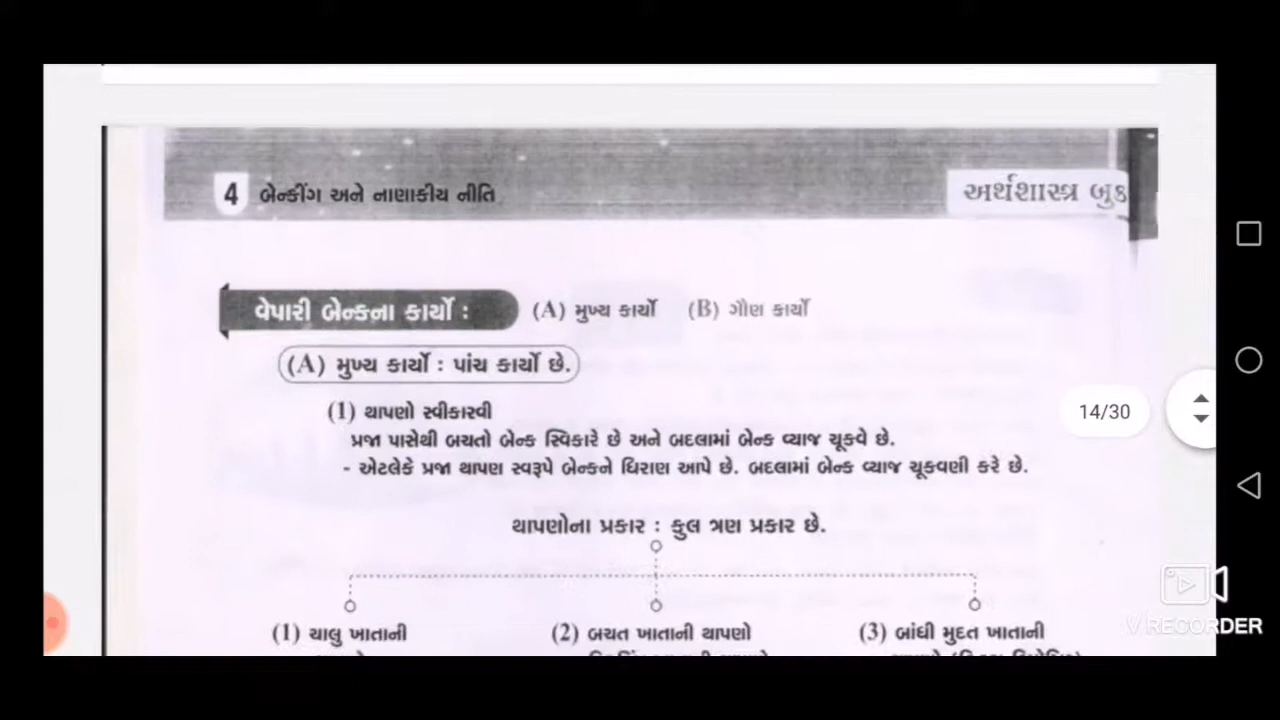 4 બેન્કીંગ અને નાણાકીય નીતિ
અર્થશાસ્ત્ર બુક
વેપારી બેન્કના કાર્યો : (A) મુખ્ય કાર્યો (B) ગૌણ કાર્યો
(A) મુખ્ય કાર્યો : પાંચ કાર્યો છે.
(1) થાપણો સ્વીકારવી
પ્રજા પાસેથી બચતો બેન્ક સ્વિકારે છે અને બદલામાં બેન્ક વ્યાજ ચૂકવે છે.
- એટલેકે પ્રજા થાપણ સ્વરૂપે બેન્કને ધિરાણ આપે છે. બદલામાં બેન્ક વ્યાજ ચૂકવણી કરે છે.
14/30
થાપણોના પ્રકાર : કુલ ત્રણ પ્રકાર છે.
(1) ચાલુ ખાતાની (2) બચત ખાતાની થાપણો (3) બાંધી મુદત ખાતાની
V RECORDER